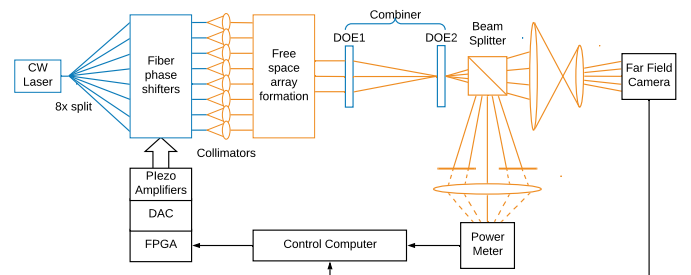 Combiner
Beam
Splitter
DOE1
DOE2
CW
Laser
8x split
Fiber
phase
shifters
Free
space
array
formation
Far Field
Camera
Collimators
PIezo
Amplifiers
DAC
FPGA
Control Computer
Power
Meter